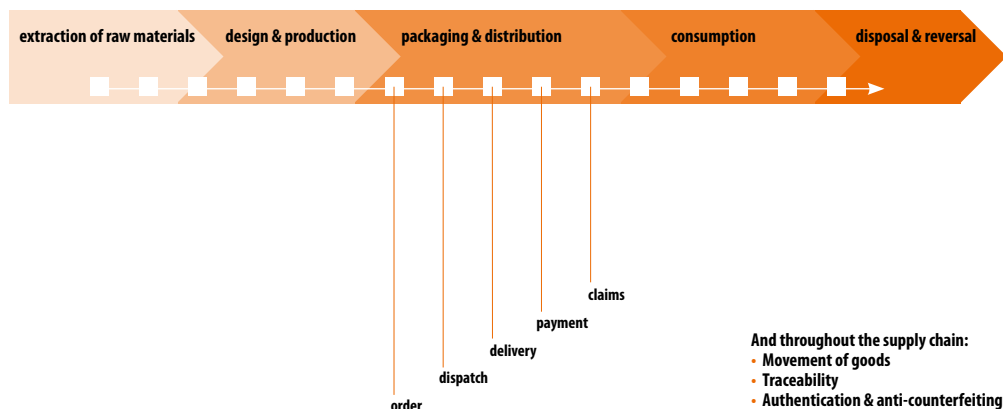 extraction of raw materials
design & production
packaging & distribution
consumption
disposal & reversal
claims
payment
delivery
dispatch
order
And throughout the supply chain:
• Movement of goods
• Traceability
• Authentication & anti-counterfeiting